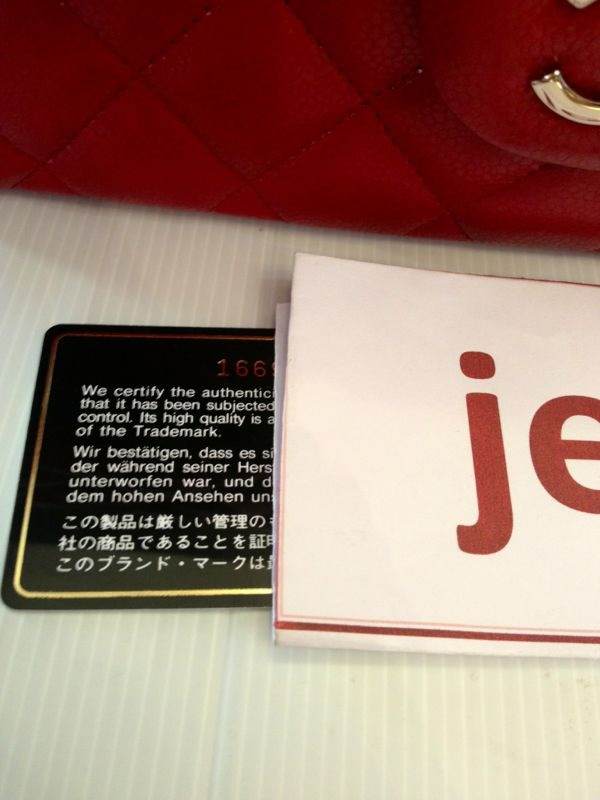 1669
We certify the authentic
that it has been subjected
control. Its high quality is a
of the Trademark.
Wir bestätigen, dass es si
der während seiner Hers
unterworfen war, und d
dem hohen Ansehen un
この製品は厳しい管理の
社の商品であることを証
このブランド・マークは
je